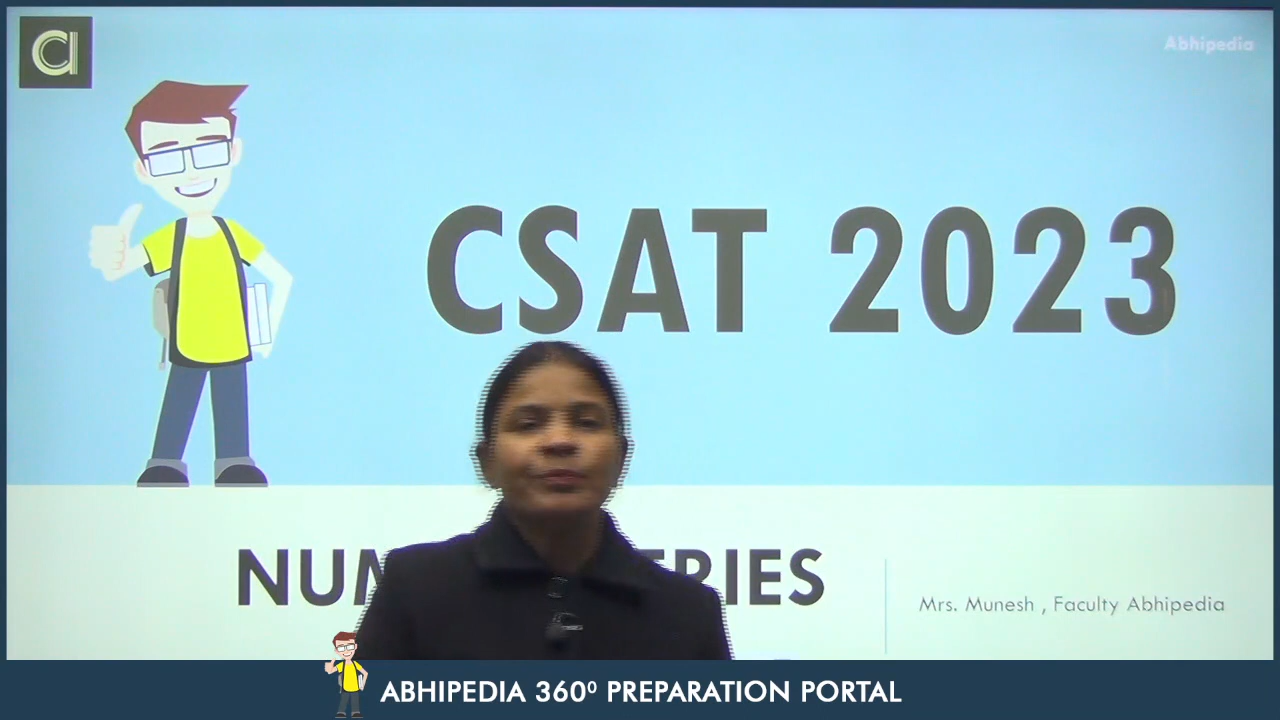 Abhipedia
CSAT 2023
Mrs. Munesh , Faculty Abhipedia
ABHIPEDIA 360⁰ PREPARATION PORTAL